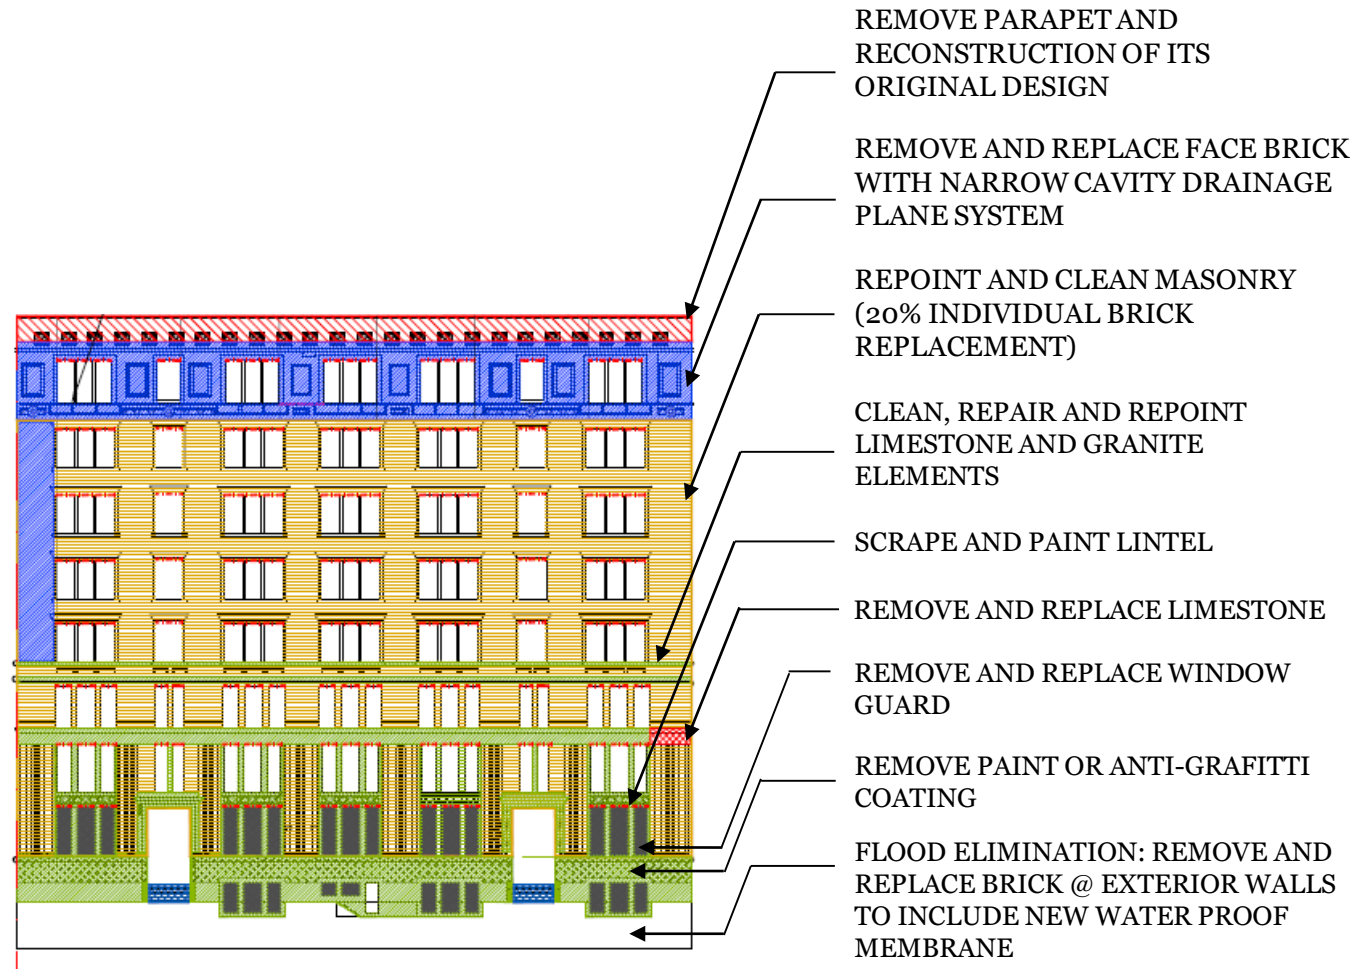 REMOVE PARAPET AND
RECONSTRUCTION OF ITS
ORIGINAL DESIGN
REMOVE AND REPLACE FACE BRICK
WITH NARROW CAVITY DRAINAGE
PLANE SYSTEM
REPOINT AND CLEAN MASONRY
(20% INDIVIDUAL BRICK
REPLACEMENT)
CLEAN, REPAIR AND REPOINT
LIMESTONE AND GRANITE
ELEMENTS
SCRAPE AND PAINT LINTEL
REMOVE AND REPLACE LIMESTONE
REMOVE AND REPLACE WINDOW
GUARD
REMOVE PAINT OR ANTI-GRAFITTI
COATING
FLOOD ELIMINATION: REMOVE AND
REPLACE BRICK @ EXTERIOR WALLS
TO INCLUDE NEW WATER PROOF
MEMBRANE